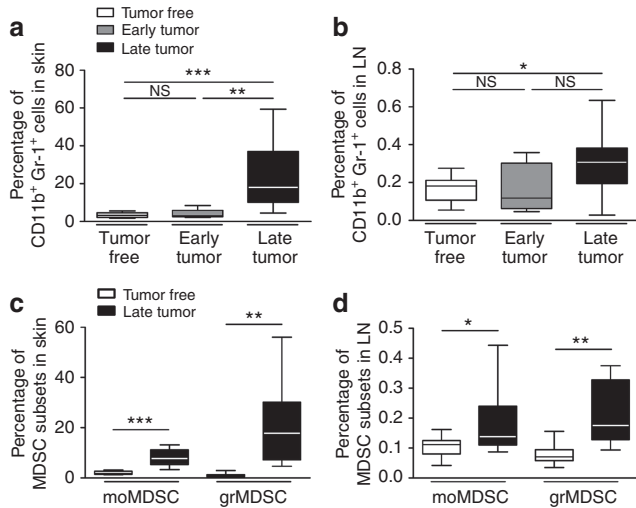 a
Tumor free
Early tumor
Late tumor
Percentage of
CD11b⁺ Gr-1⁺ cells in skin
80
60
40
20
0
***
NS
**
Tumor
free
Early
tumor
Late
tumor
b
Percentage of
CD11b⁺ Gr-1⁺ cells in LN
0.8
0.6
0.4
0.2
0.0
*
NS
NS
Tumor
free
Early
tumor
Late
tumor
c
Tumor free
Late tumor
Percentage of
MDSC subsets in skin
60
40
20
0
***
**
moMDSC
grMDSC
d
Percentage of
MDSC subsets in LN
0.5
0.4
0.3
0.2
0.1
0.0
*
**
moMDSC
grMDSC